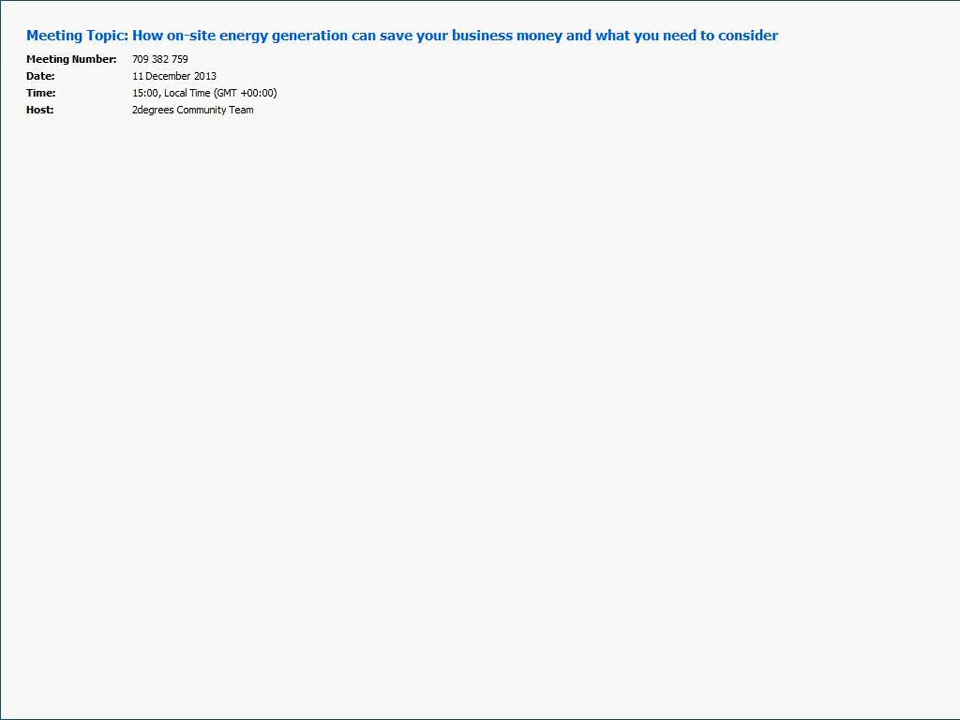 Meeting Topic: How on-site energy generation can save your business money and what you need to consider
Meeting Number: 709 382 759
Date: 11 December 2013
Time: 15:00, Local Time (GMT +00:00)
Host: 2degrees Community Team